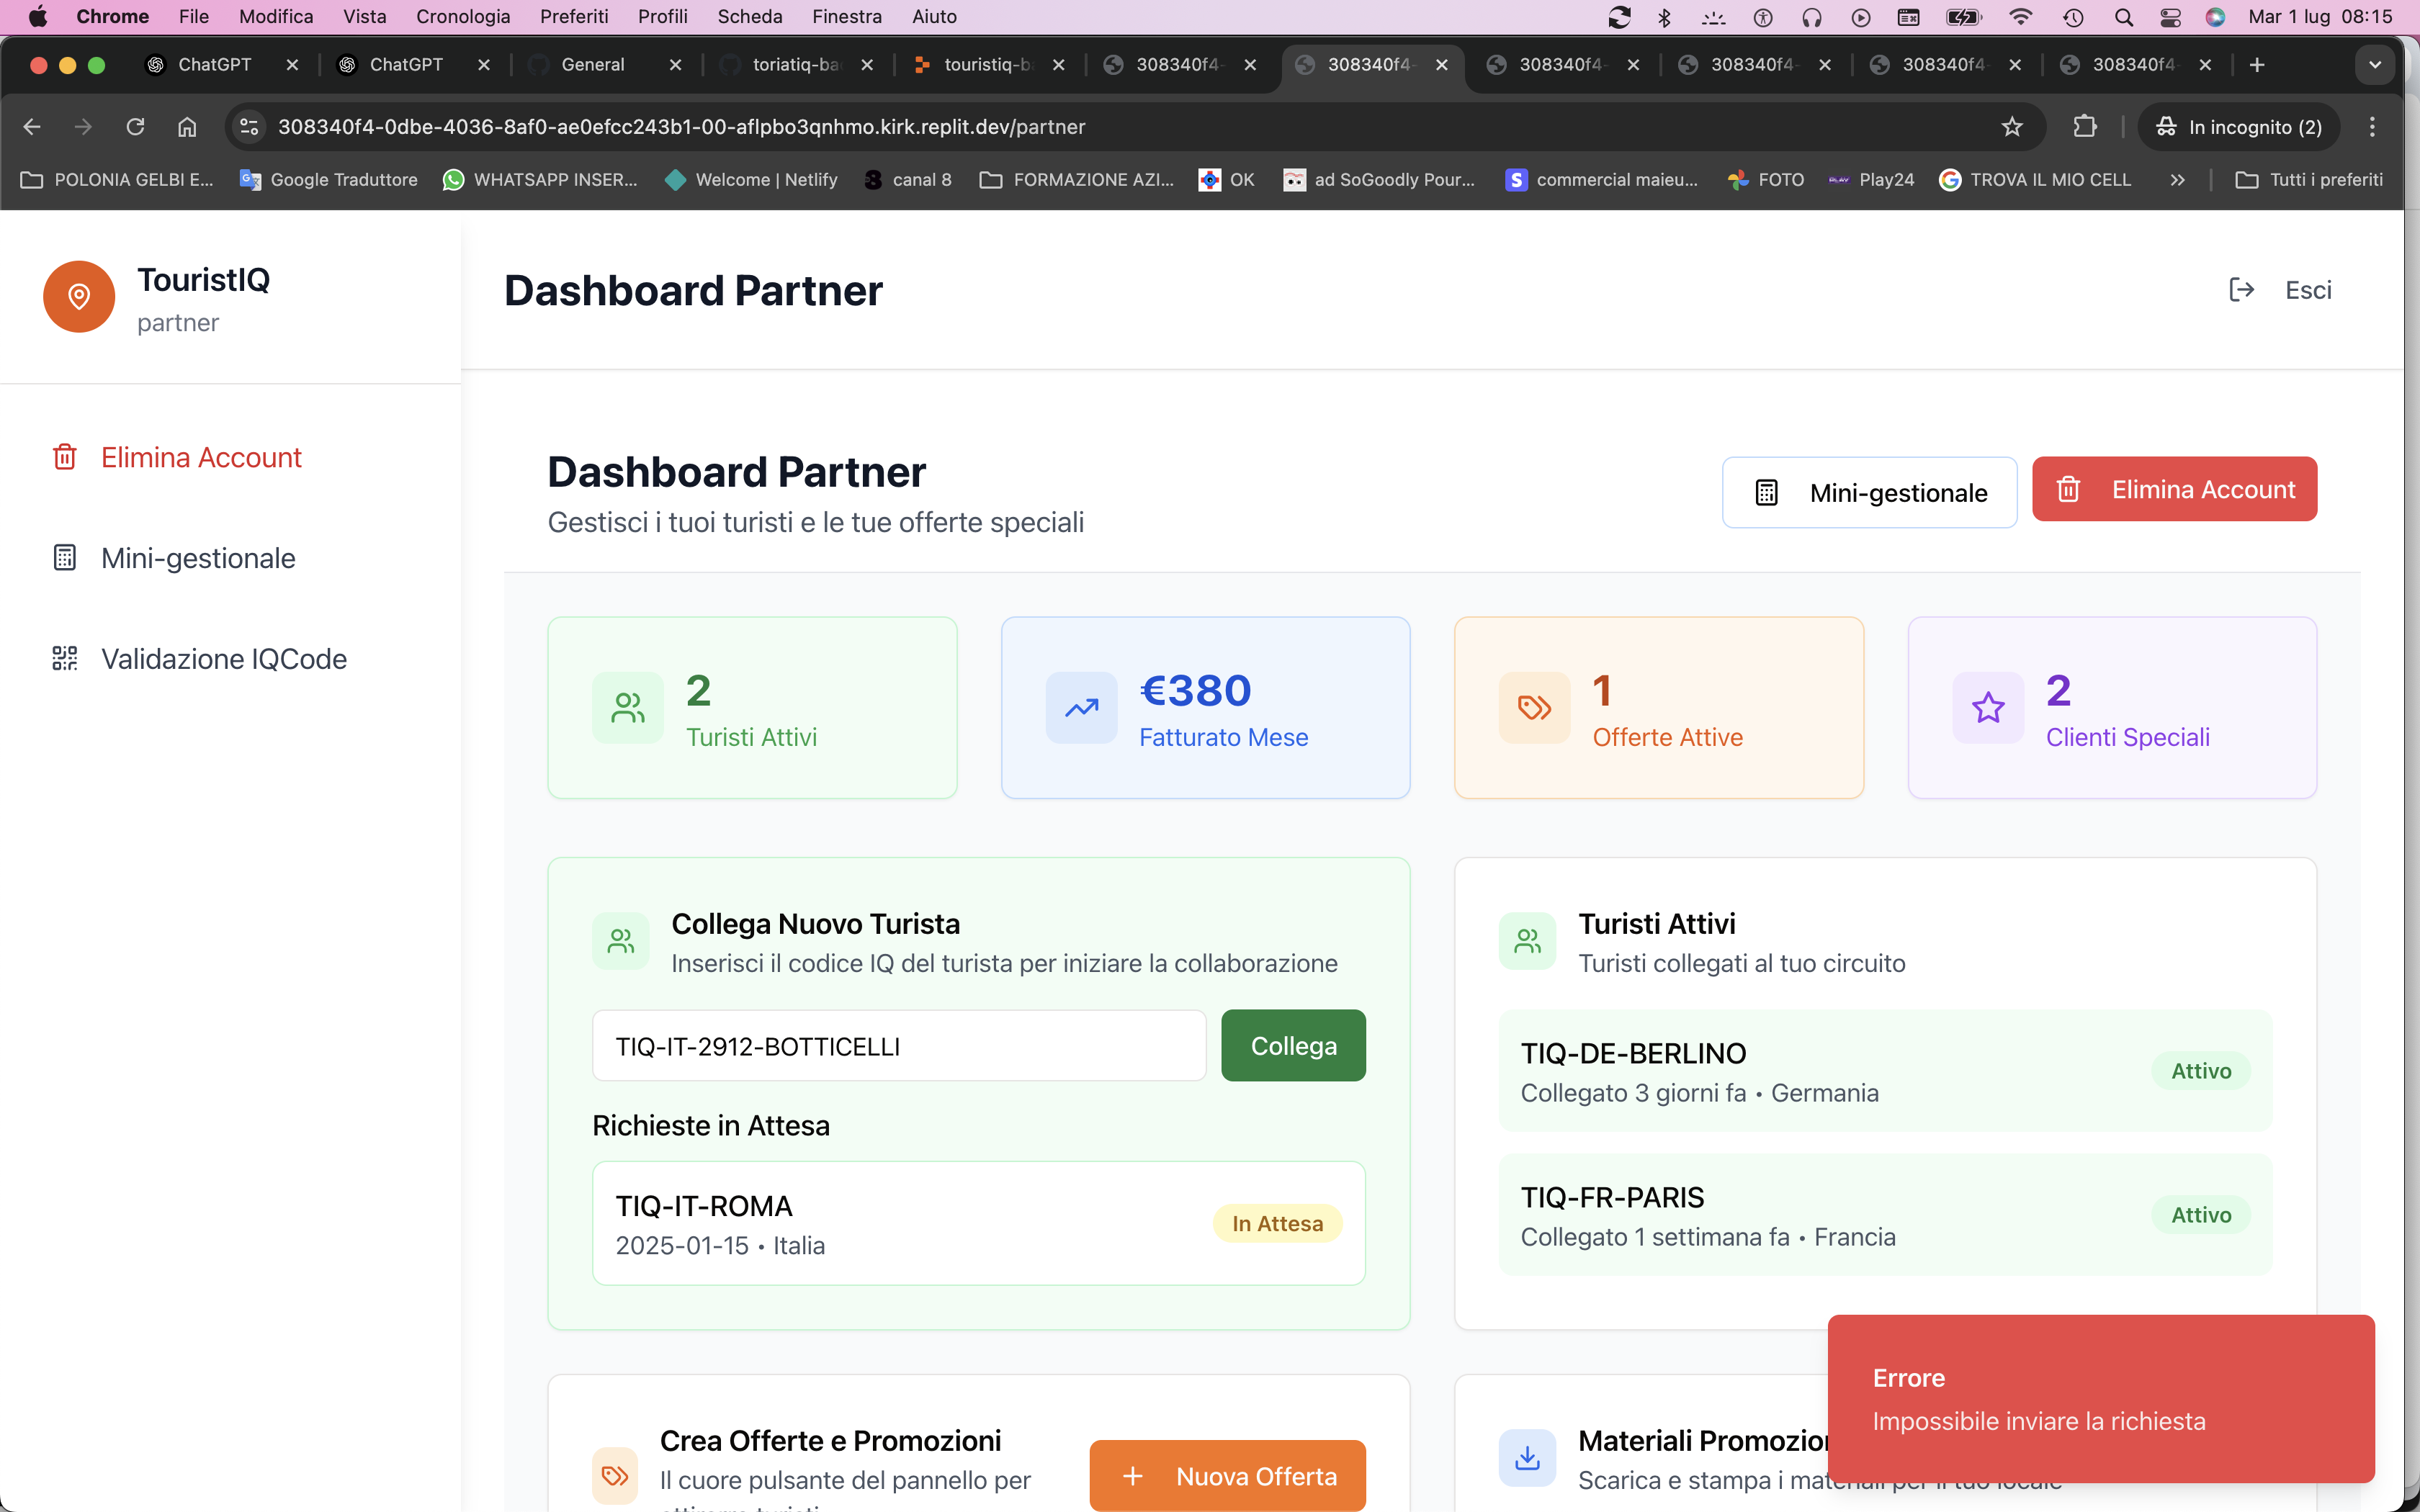 Chrome File Modifica Vista Cronologia Preferiti Profili Scheda Finestra Aiuto Mar 1 lug 08:15
ChatGPT ChatGPT General toriatiq-ba touristiq-b 308340f4- 308340f4- 308340f4- 308340f4- 308340f4- 308340f4-
308340f4-0dbe-4036-8af0-ae0efcc243b1-00-aflpbo3qnhmo.kirk.replit.dev/partner In incognito (2)
POLONIA GELBI E... Google Traduttore WHATSAPP INSER... Welcome | Netlify canal 8 FORMAZIONE AZI... OK ad SoGoodly Pour... S commercial maieu... FOTO PLAY Play24 TROVA IL MIO CELL Tutti i preferiti
TouristIQ
partner
Dashboard Partner
Esci
Elimina Account
Mini-gestionale
Validazione IQCode
Dashboard Partner
Gestisci i tuoi turisti e le tue offerte speciali
Mini-gestionale
Elimina Account
2
Turisti Attivi
€380
Fatturato Mese
1
Offerte Attive
2
Clienti Speciali
Collega Nuovo Turista
Inserisci il codice IQ del turista per iniziare la collaborazione
TIQ-IT-2912-BOTTICELLI
Collega
Richieste in Attesa
TIQ-IT-ROMA
2025-01-15 • Italia
In Attesa
Turisti Attivi
Turisti collegati al tuo circuito
TIQ-DE-BERLINO
Collegato 3 giorni fa • Germania
Attivo
TIQ-FR-PARIS
Collegato 1 settimana fa • Francia
Attivo
Crea Offerte e Promozioni
Il cuore pulsante del pannello per
Nuova Offerta
Materiali Promozion
Scarica e stampa i materiali per il tuo locale
Errore
Impossibile inviare la richiesta